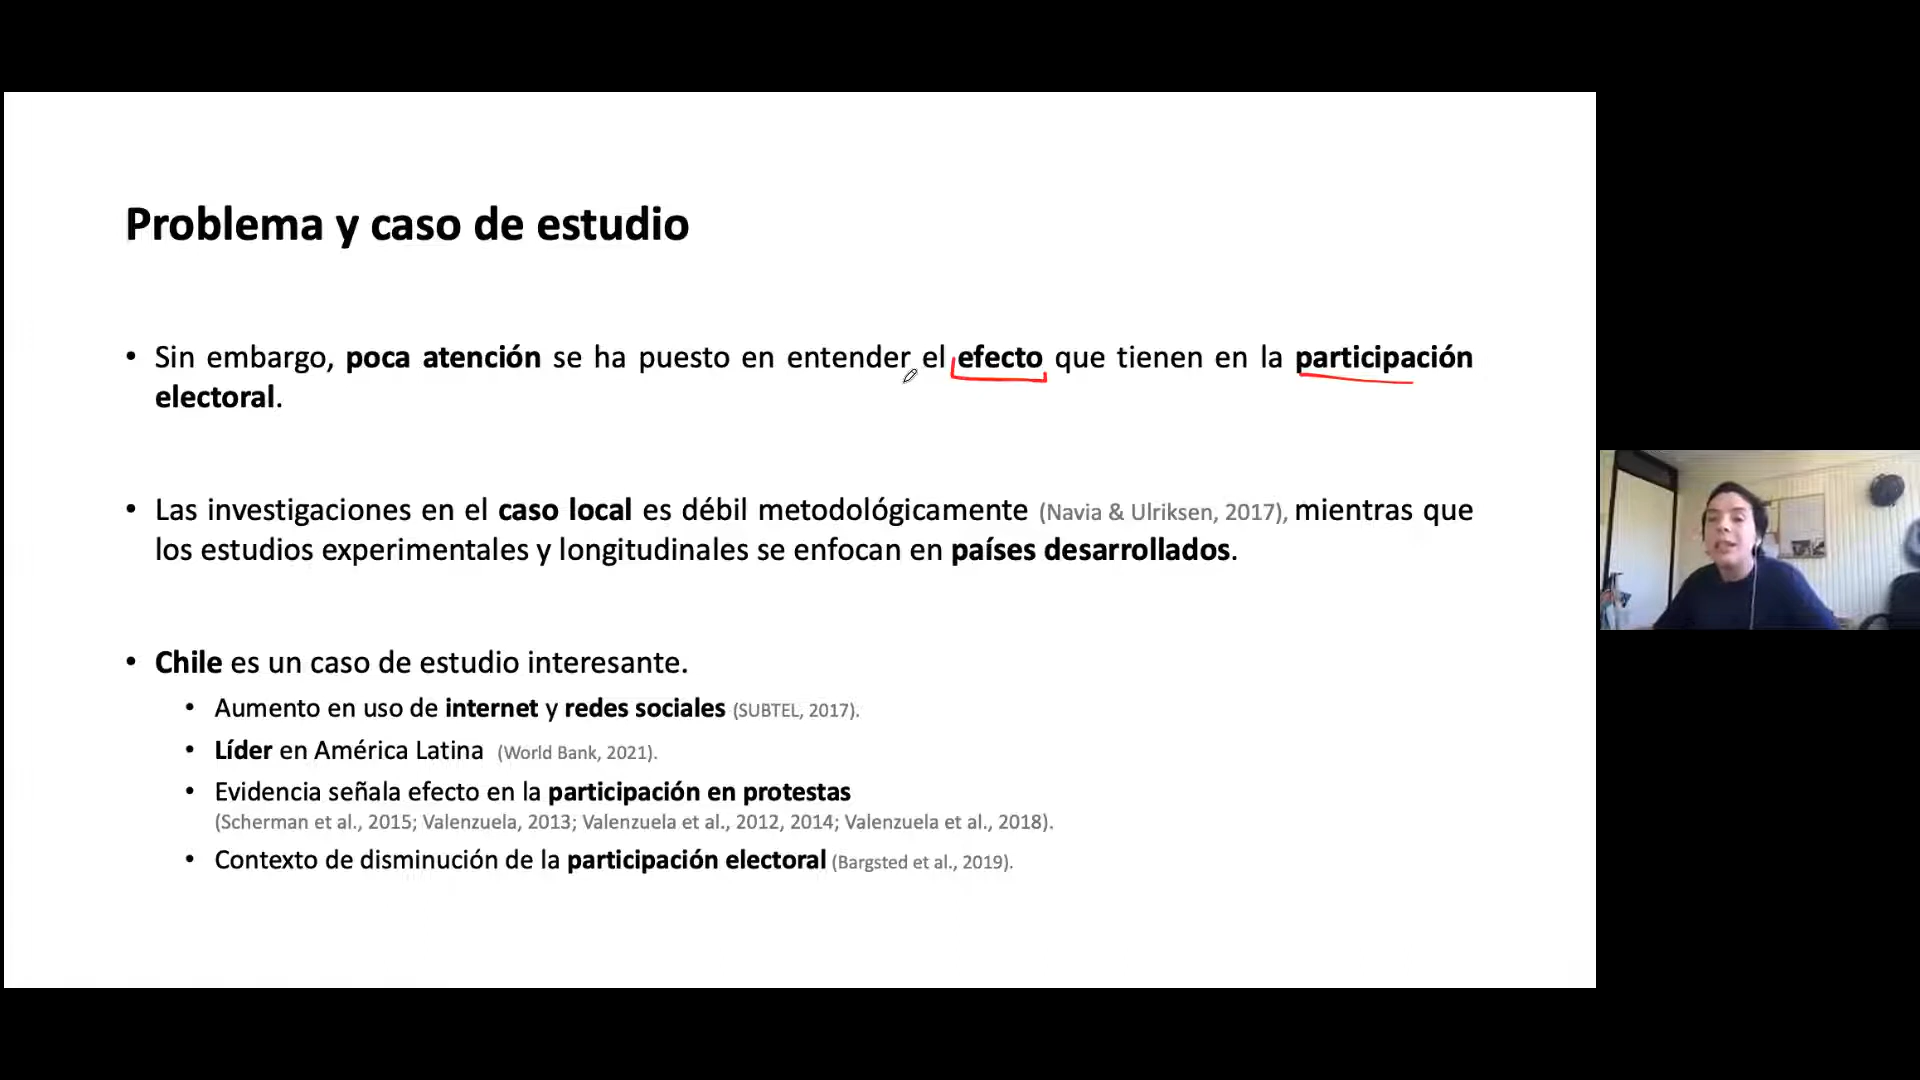 Problema y caso de estudio
• Sin embargo, poca atención se ha puesto en entender el efecto que tienen en la participación
electoral.
• Las investigaciones en el caso local es débil metodológicamente (Navia & Ulriksen, 2017), mientras que
los estudios experimentales y longitudinales se enfocan en países desarrollados.
• Chile es un caso de estudio interesante.
• Aumento en uso de internet y redes sociales (SUBTEL, 2017).
• Líder en América Latina (World Bank, 2021).
• Evidencia señala efecto en la participación en protestas
(Scherman et al., 2015; Valenzuela, 2013; Valenzuela et al., 2012, 2014; Valenzuela et al., 2018).
• Contexto de disminución de la participación electoral (Bargsted et al., 2019).